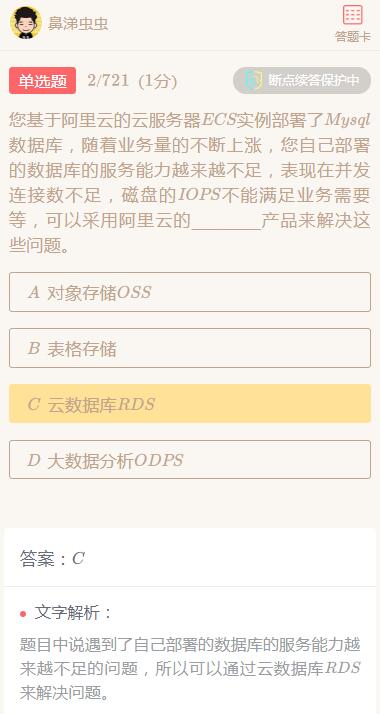 鼻涕虫虫
答题卡
单选题 2/721 (1分)
断点续答保护中
您基于阿里云的云服务器ECS实例部署了Mysql
数据库，随着业务量的不断上涨，您自己部署
的数据库的服务能力越来越不足，表现在并发
连接数不足，磁盘的IOPS不能满足业务需要
等，可以采用阿里云的________产品来解决这
些问题。
A 对象存储OSS
B 表格存储
C 云数据库RDS
D 大数据分析ODPS
答案：C
文字解析：
题目中说遇到了自己部署的数据库的服务能力越
来越不足的问题，所以可以通过云数据库RDS
来解决问题。